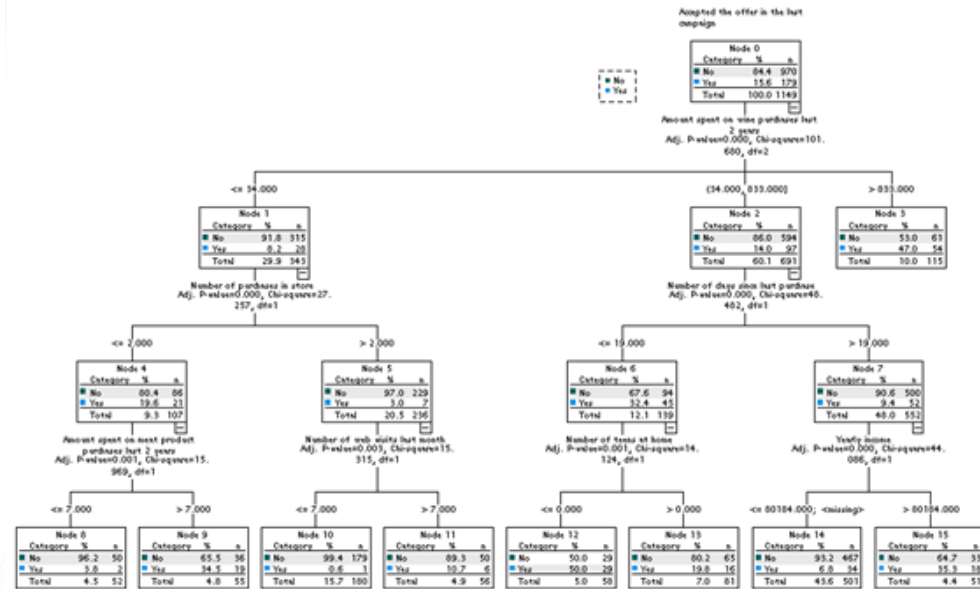 Accepted the offer in the last
campaign
Node 0
Category % n
No 84.4 970
Yes 15.6 179
Total 100.0 1149
No
Yes
Amount spent on wine purchases last
2 years
Adj. P-value=0.000, Chi-square=101.
680, df=2
<= 34.000
(34.000, 833.000]
> 833.000
Node 1
Category % n
No 91.8 315
Yes 8.2 28
Total 29.9 343
Node 2
Category % n
No 86.0 594
Yes 14.0 97
Total 60.1 691
Node 3
Category % n
No 53.0 61
Yes 47.0 54
Total 10.0 115
Number of purchases in store
Adj. P-value=0.000, Chi-square=27.
257, df=1
Number of days since last purchase
Adj. P-value=0.000, Chi-square=48.
482, df=1
<= 2.000
> 2.000
<= 19.000
> 19.000
Node 4
Category % n
No 80.4 86
Yes 19.6 21
Total 9.3 107
Node 5
Category % n
No 97.0 229
Yes 3.0 7
Total 20.5 236
Node 6
Category % n
No 67.6 94
Yes 32.4 45
Total 12.1 139
Node 7
Category % n
No 90.6 500
Yes 9.4 52
Total 48.0 552
Amount spent on meat product
purchases last 2 years
Adj. P-value=0.001, Chi-square=15.
969, df=1
Number of web visits last month
Adj. P-value=0.003, Chi-square=15.
315, df=1
Number of teens at home
Adj. P-value=0.001, Chi-square=14.
124, df=1
Yearly income
Adj. P-value=0.000, Chi-square=44.
086, df=1
<= 7.000
> 7.000
<= 7.000
> 7.000
<= 0.000
> 0.000
<= 80184.000; <missing>
> 80184.000
Node 8
Category % n
No 96.2 50
Yes 3.8 2
Total 4.5 52
Node 9
Category % n
No 65.5 36
Yes 34.5 19
Total 4.8 55
Node 10
Category % n
No 99.4 179
Yes 0.6 1
Total 15.7 180
Node 11
Category % n
No 89.3 50
Yes 10.7 6
Total 4.9 56
Node 12
Category % n
No 50.0 29
Yes 50.0 29
Total 5.0 58
Node 13
Category % n
No 80.2 65
Yes 19.8 16
Total 7.0 81
Node 14
Category % n
No 93.2 467
Yes 6.8 34
Total 43.6 501
Node 15
Category %
No 64.7
Yes 35.3
Total 4.4